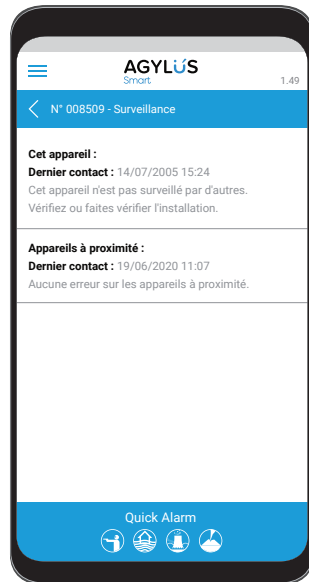 AGYLÚS
Smart
1.49
N° 008509 - Surveillance
Cet appareil :
Dernier contact : 14/07/2005 15:24
Cet appareil n'est pas surveillé par d'autres.
Vérifiez ou faites vérifier l'installation.
Appareils à proximité :
Dernier contact : 19/06/2020 11:07
Aucune erreur sur les appareils à proximité.
Quick Alarm